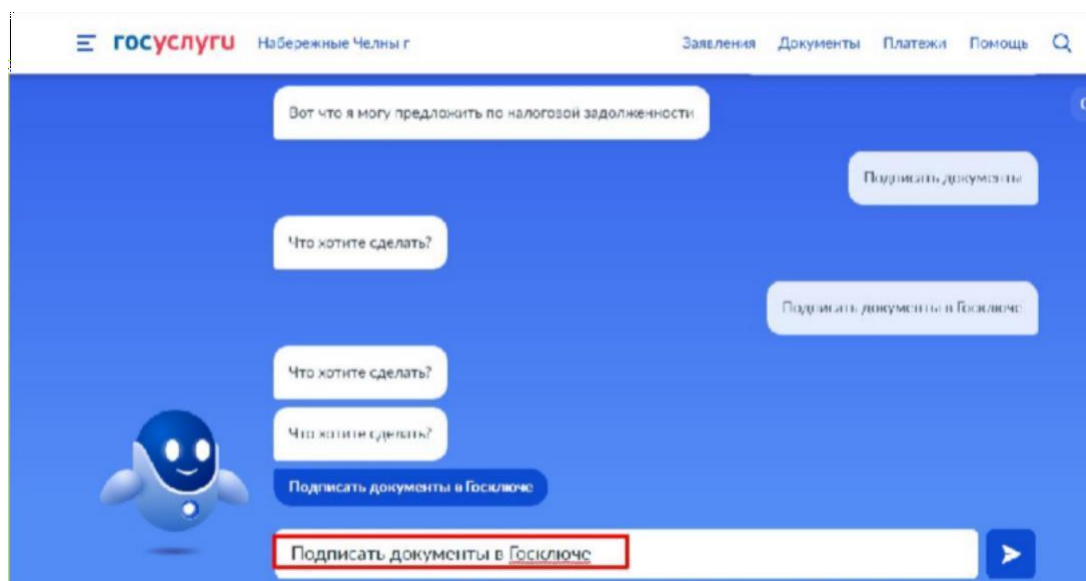 госуслуги Набережные Челны г Заявления Документы Платежи Помощь
Вот что я могу предложить по налоговой задолженности
Подписать документы
Что хотите сделать?
Подписать документы в Госключе
Что хотите сделать?
Что хотите сделать?
Подписать документы в Госключе
Подписать документы в Госключе